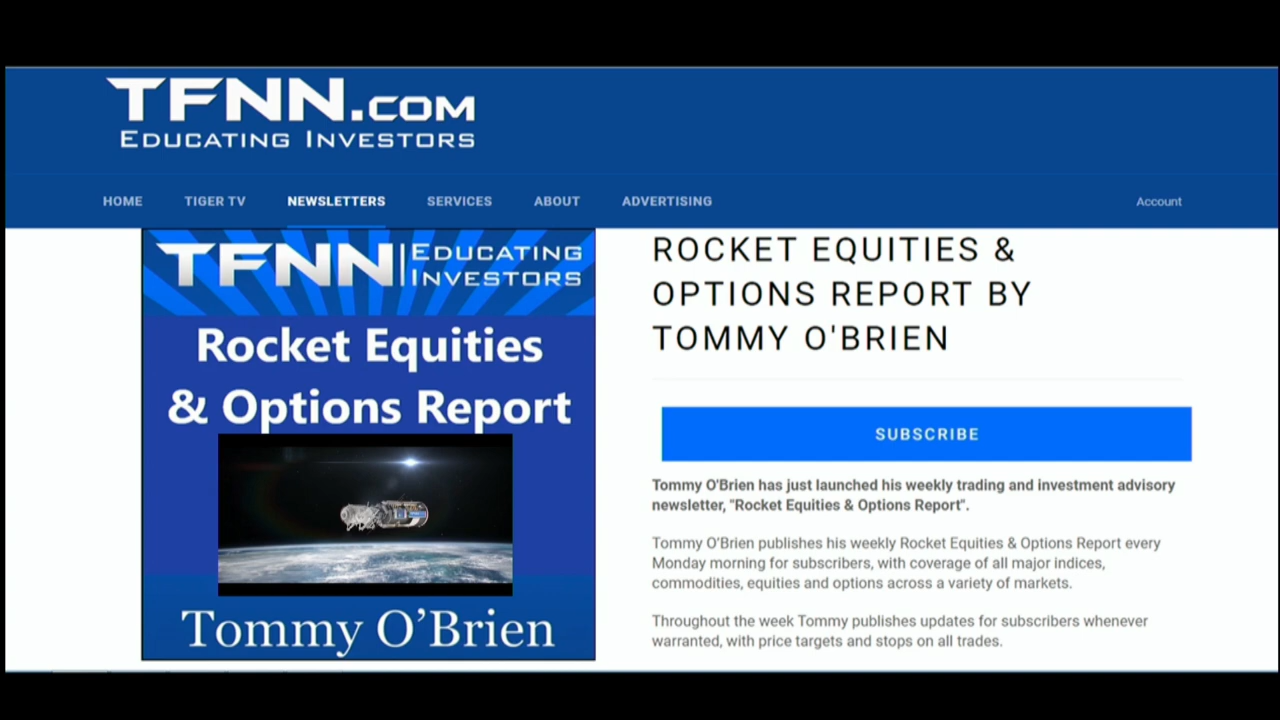 TFNN.COM
EDUCATING INVESTORS
HOME TIGER TV NEWSLETTERS SERVICES ABOUT ADVERTISING Account
TFNN | EDUCATING
INVESTORS
Rocket Equities
& Options Report
Tommy O’Brien
ROCKET EQUITIES &
OPTIONS REPORT BY
TOMMY O'BRIEN
SUBSCRIBE
Tommy O'Brien has just launched his weekly trading and investment advisory
newsletter, "Rocket Equities & Options Report".
Tommy O'Brien publishes his weekly Rocket Equities & Options Report every
Monday morning for subscribers, with coverage of all major indices,
commodities, equities and options across a variety of markets.
Throughout the week Tommy publishes updates for subscribers whenever
warranted, with price targets and stops on all trades.